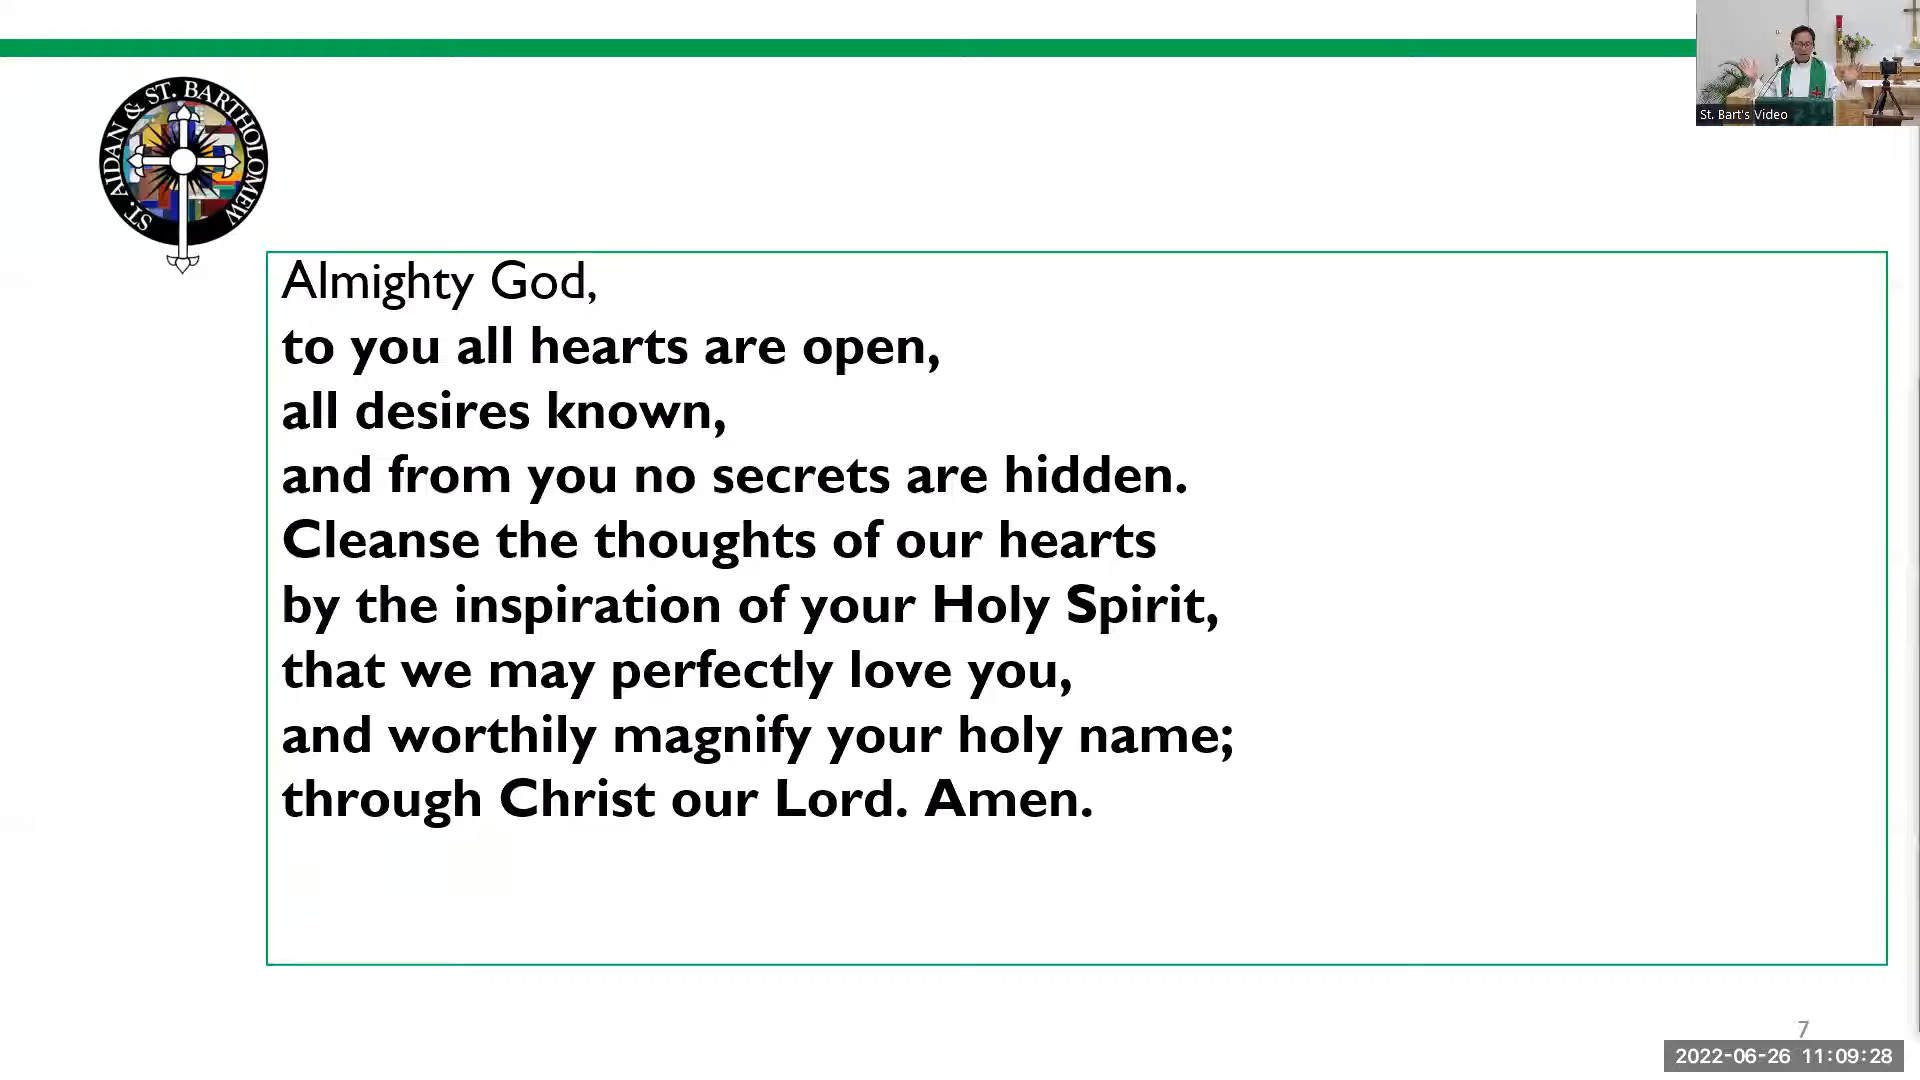 ST. AIDAN & ST. BARTHOLOMEW
St. Bart's Video
Almighty God,
to you all hearts are open,
all desires known,
and from you no secrets are hidden.
Cleanse the thoughts of our hearts
by the inspiration of your Holy Spirit,
that we may perfectly love you,
and worthily magnify your holy name;
through Christ our Lord. Amen.
7
2022-06-26 11:09:28